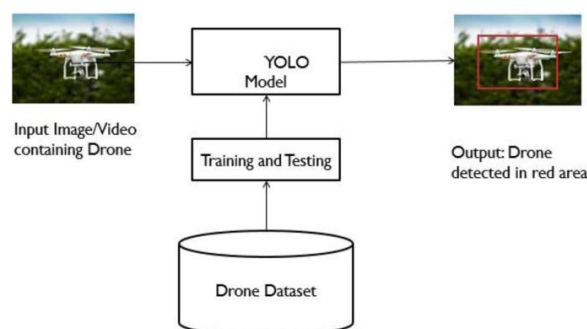 YOLO
Model
Input Image/Video
containing Drone
Training and Testing
Output: Drone
detected in red area
Drone Dataset